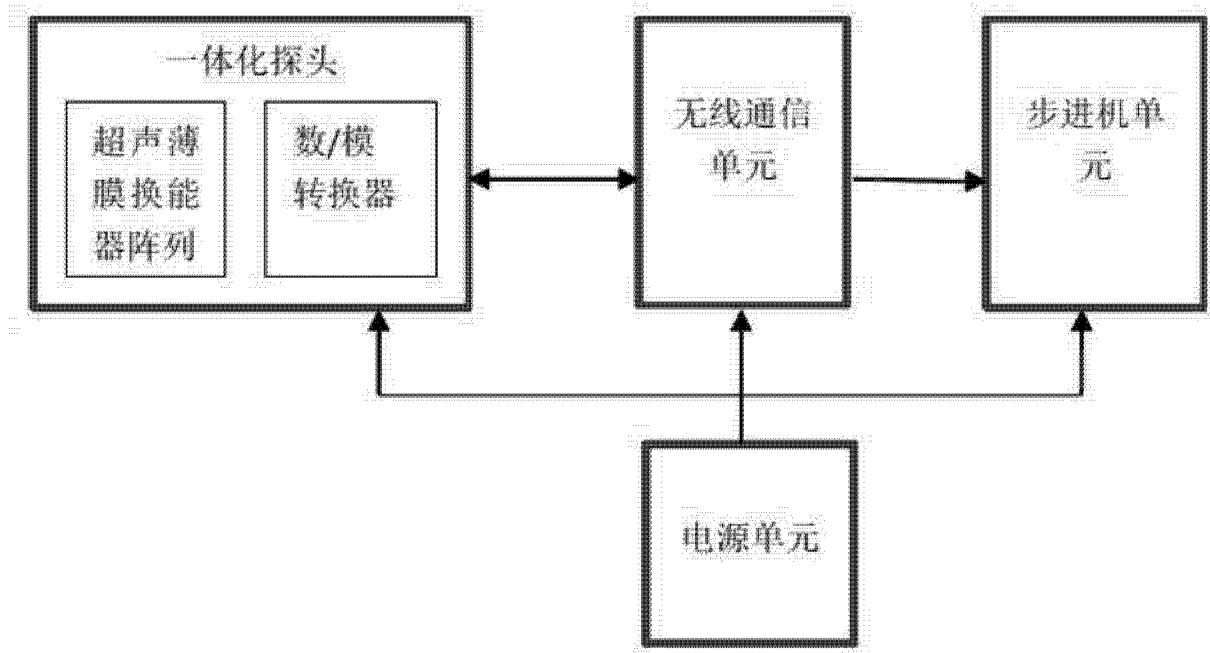 一体化探头
超声薄
膜换能
器阵列
数/模
转换器
无线通信
单元
步进机单
元
电源单元